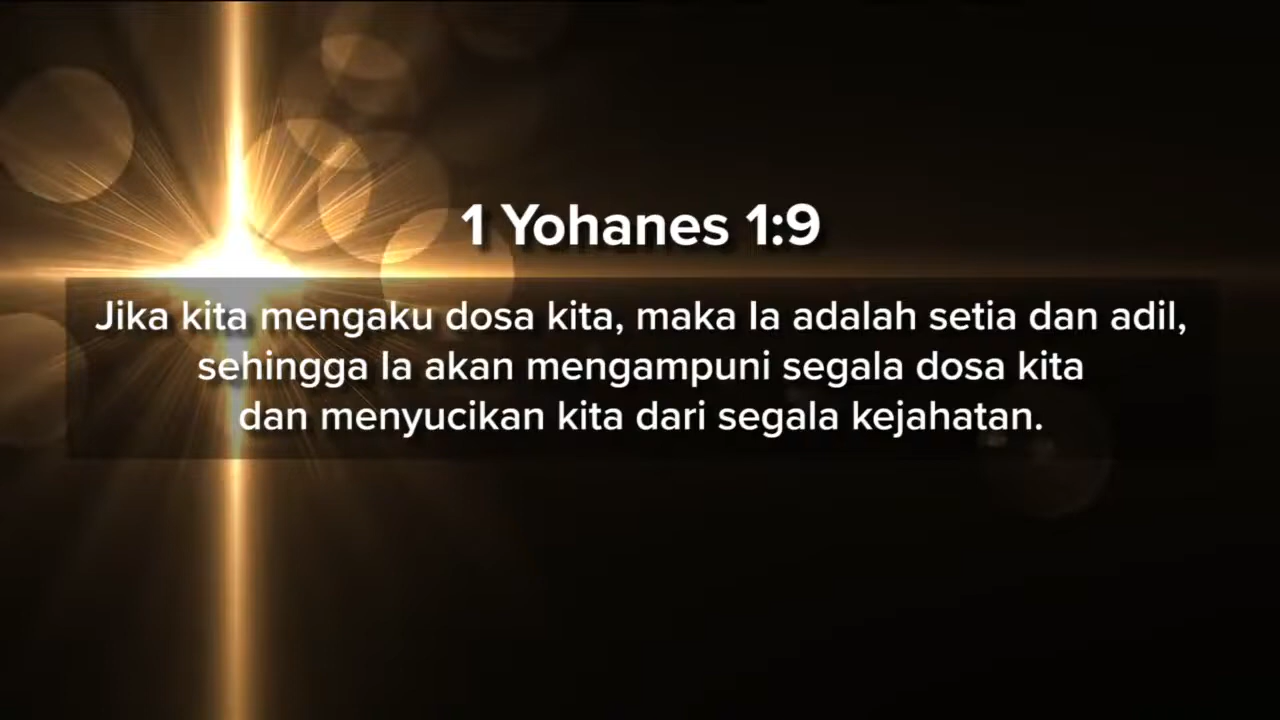 1 Yohanes 1:9
Jika kita mengaku dosa kita, maka Ia adalah setia dan adil,
sehingga Ia akan mengampuni segala dosa kita
dan menyucikan kita dari segala kejahatan.